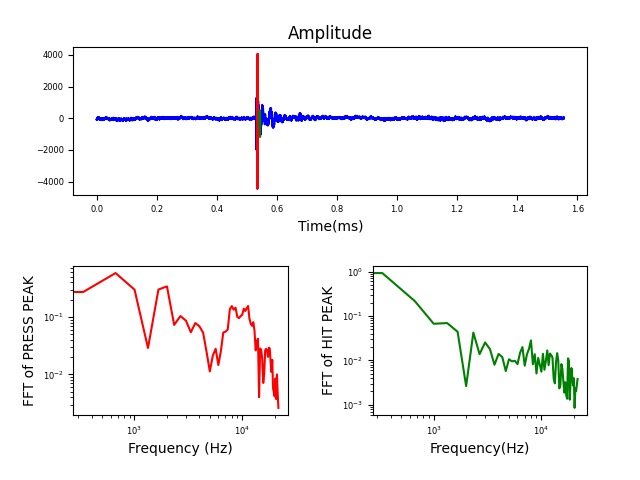 Amplitude
4000
2000
0
−2000
−4000
0.0 0.2 0.4 0.6 0.8 1.0 1.2 1.4 1.6
Time(ms)
FFT of PRESS PEAK
10⁻¹
10⁻²
10³ 10⁴
Frequency (Hz)
FFT of HIT PEAK
10⁰
10⁻¹
10⁻²
10⁻³
10³ 10⁴
Frequency(Hz)